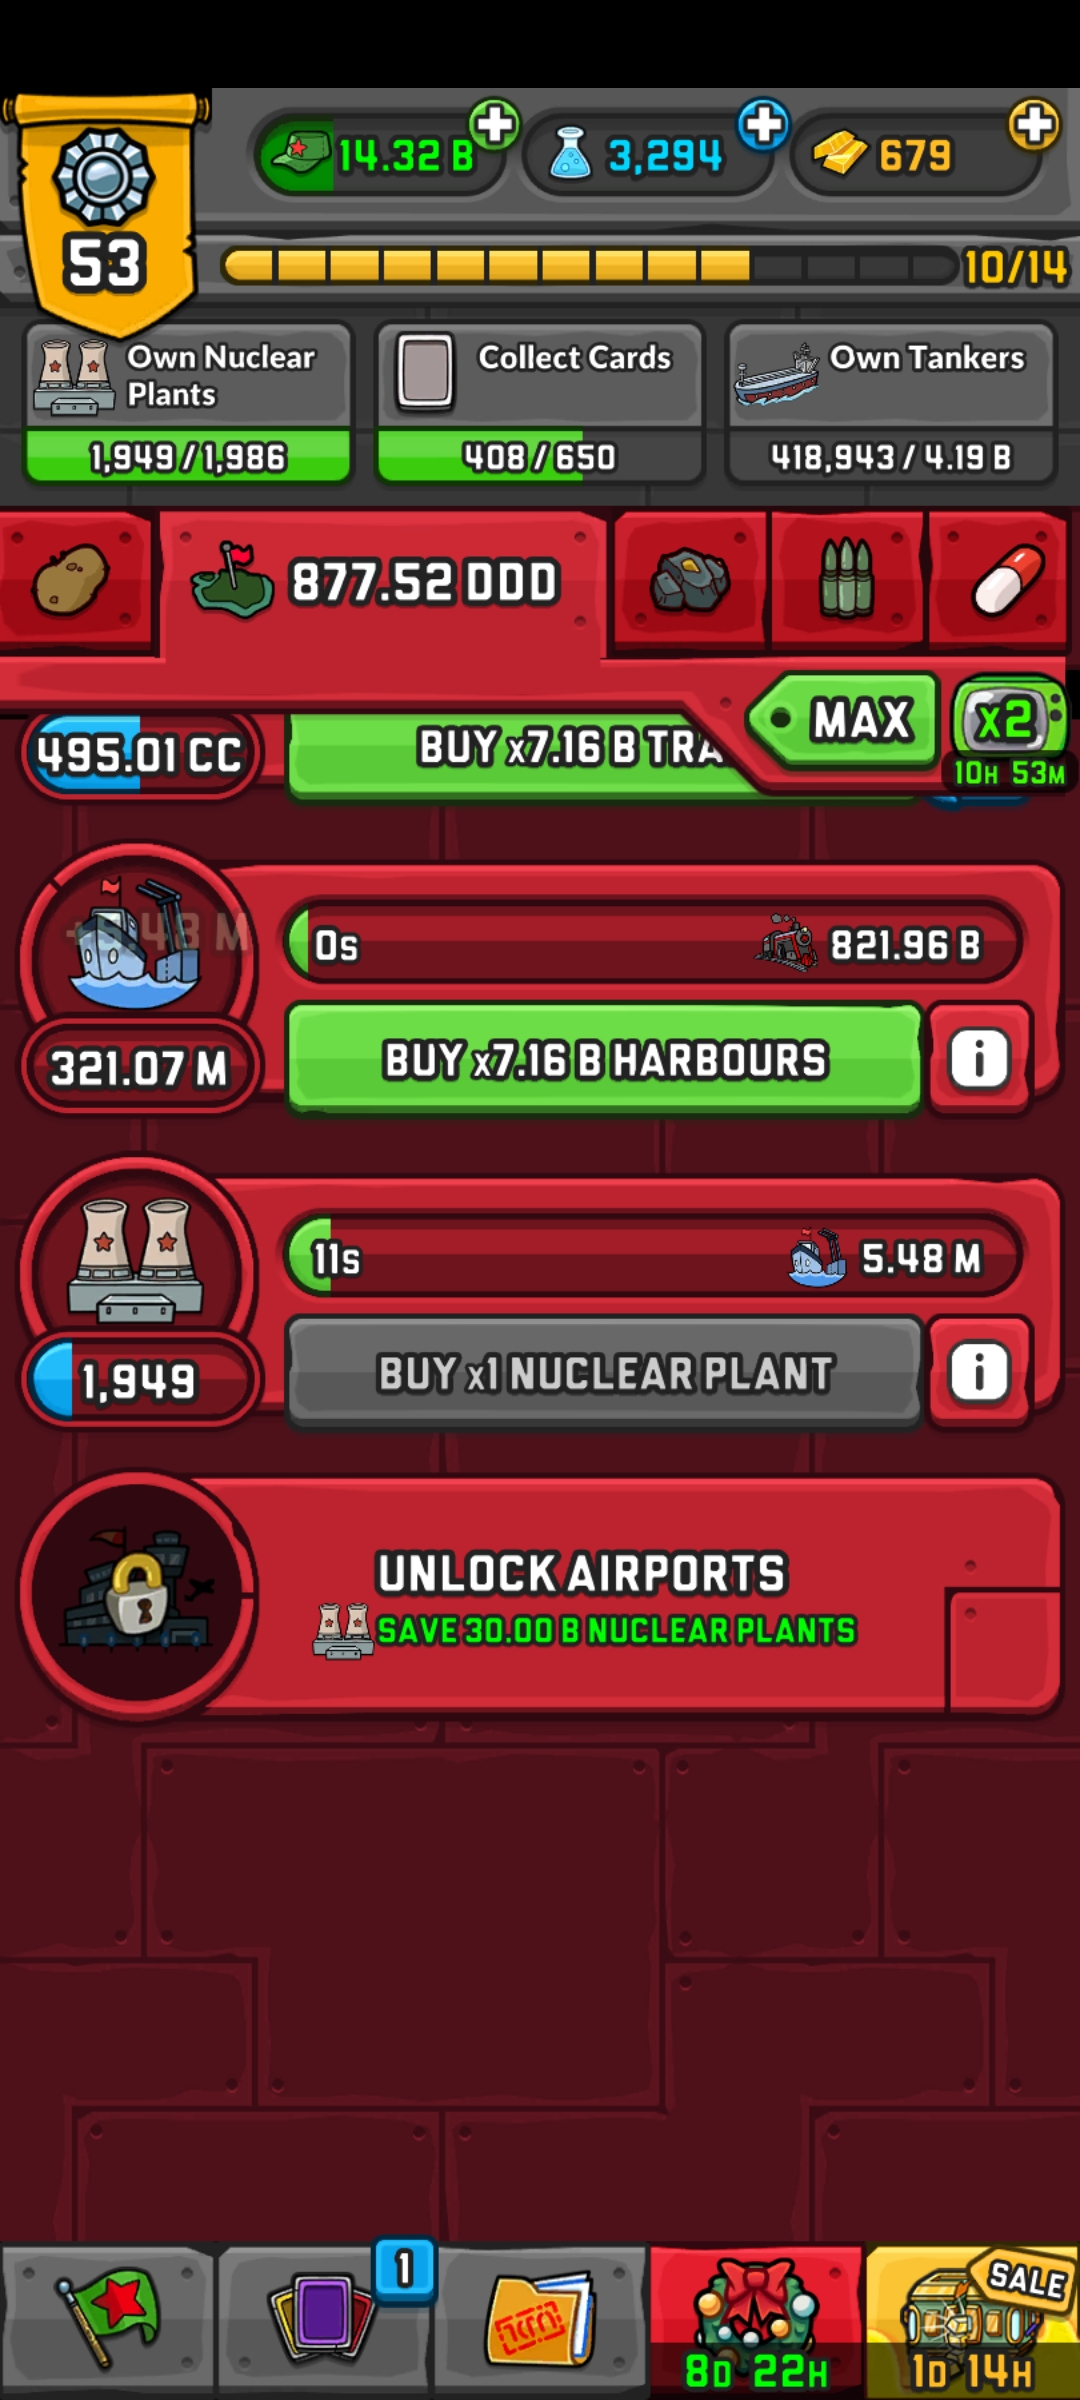 14.32 B
3,294
679
53
10/14
Own Nuclear
Plants
Collect Cards
Own Tankers
1,949 / 1,986
408 / 650
418,943 / 4.19 B
877.52 DDD
MAX
x2
10H 53M
495.01 CC
BUY x7.16 B TRA
0s
821.96 B
321.07 M
BUY x7.16 B HARBOURS
11s
5.48 M
1,949
BUY x1 NUCLEAR PLANT
UNLOCK AIRPORTS
SAVE 30.00 B NUCLEAR PLANTS
1
SALE
8D 22H
1D 14H